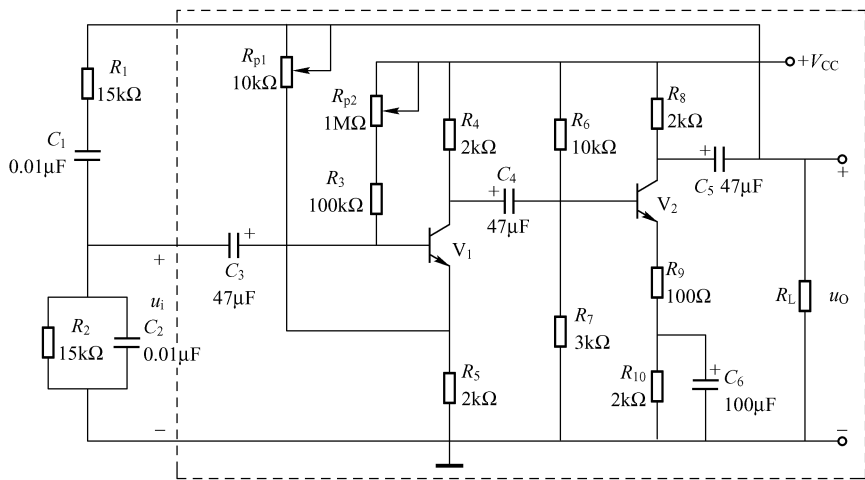 R1
15kΩ
C1
0.01μF
Rp1
10kΩ
Rp2
1MΩ
R3
100kΩ
R4
2kΩ
R6
10kΩ
R8
2kΩ
+VCC
+
C4
47μF
V1
V2
+
C5 47μF
+
+
C3
47μF
+
ui
−
R2
15kΩ
C2
0.01μF
R5
2kΩ
R7
3kΩ
R9
100Ω
R10
2kΩ
+
C6
100μF
RL
uO
−